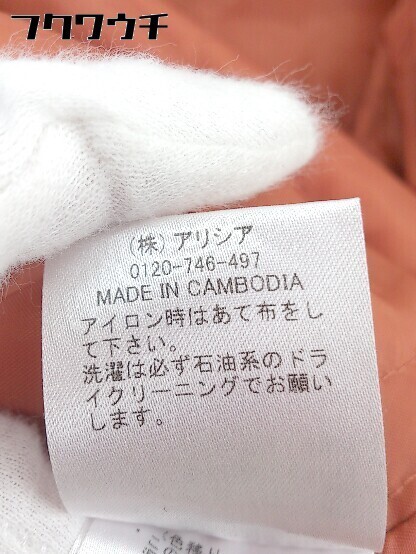 フクワウチ
(株)アリシア
0120-746-497
MADE IN CAMBODIA
アイロン時はあて布をし
て下さい。
洗濯は必ず石油系のドラ
イクリーニングでお願い
します。